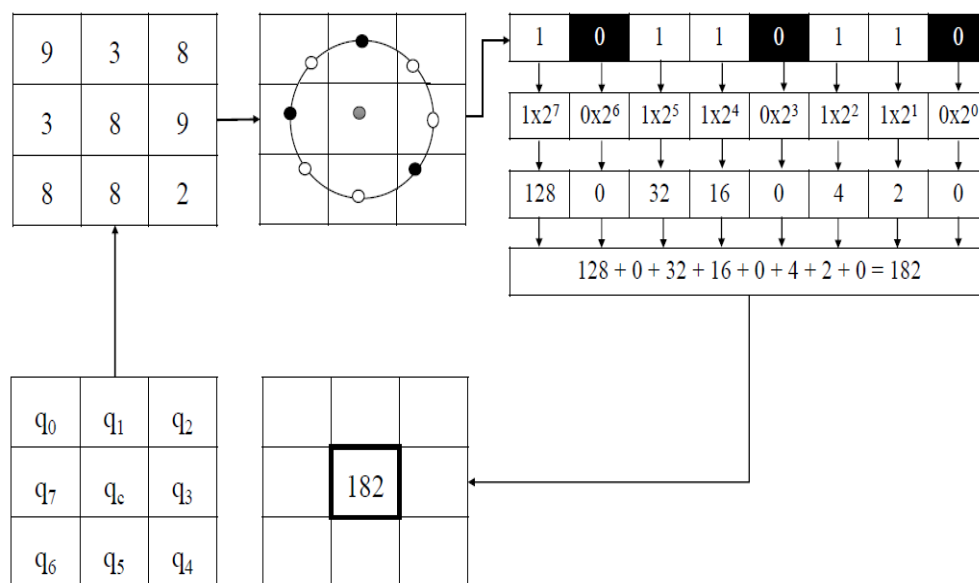 9 3 8
3 8 9
8 8 2
1 0 1 1 0 1 1 0
1x2⁷ 0x2⁶ 1x2⁵ 1x2⁴ 0x2³ 1x2² 1x2¹ 0x2⁰
128 0 32 16 0 4 2 0
128 + 0 + 32 + 16 + 0 + 4 + 2 + 0 = 182
q₀ q₁ q₂
q₇ q꜀ q₃
q₆ q₅ q₄
182